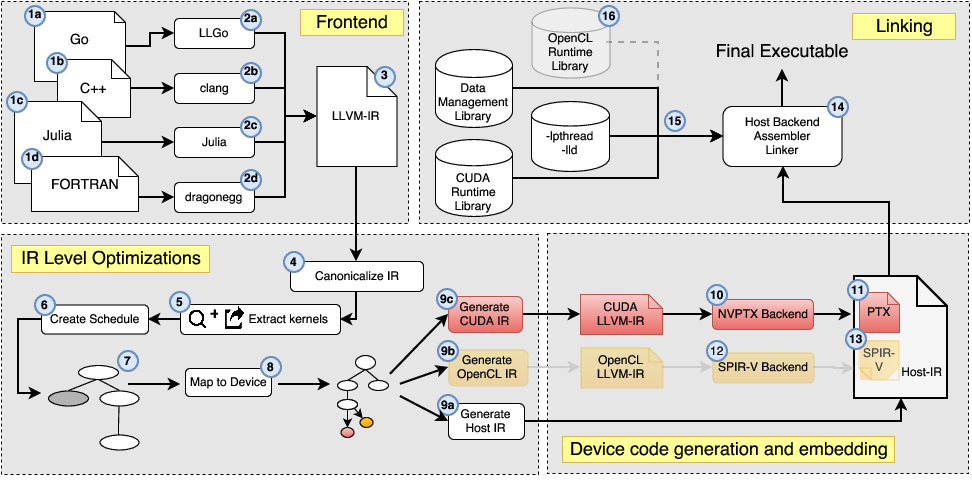 1a
Go
1b
C++
1c
Julia
1d
FORTRAN
2a
LLGo
2b
clang
2c
Julia
2d
dragonegg
Frontend
3
LLVM-IR
16
OpenCL
Runtime
Library
Data
Management
Library
-lpthread
-lld
CUDA
Runtime
Library
15
Final Executable
14
Host Backend
Assembler
Linker
Linking
IR Level Optimizations
4
Canonicalize IR
5
+
Extract kernels
6
Create Schedule
7
8
Map to Device
9c
Generate
CUDA IR
9b
Generate
OpenCL IR
9a
Generate
Host IR
CUDA
LLVM-IR
OpenCL
LLVM-IR
10
NVPTX Backend
12
SPIR-V Backend
11
PTX
13
SPIR-
V
Host-IR
Device code generation and embedding